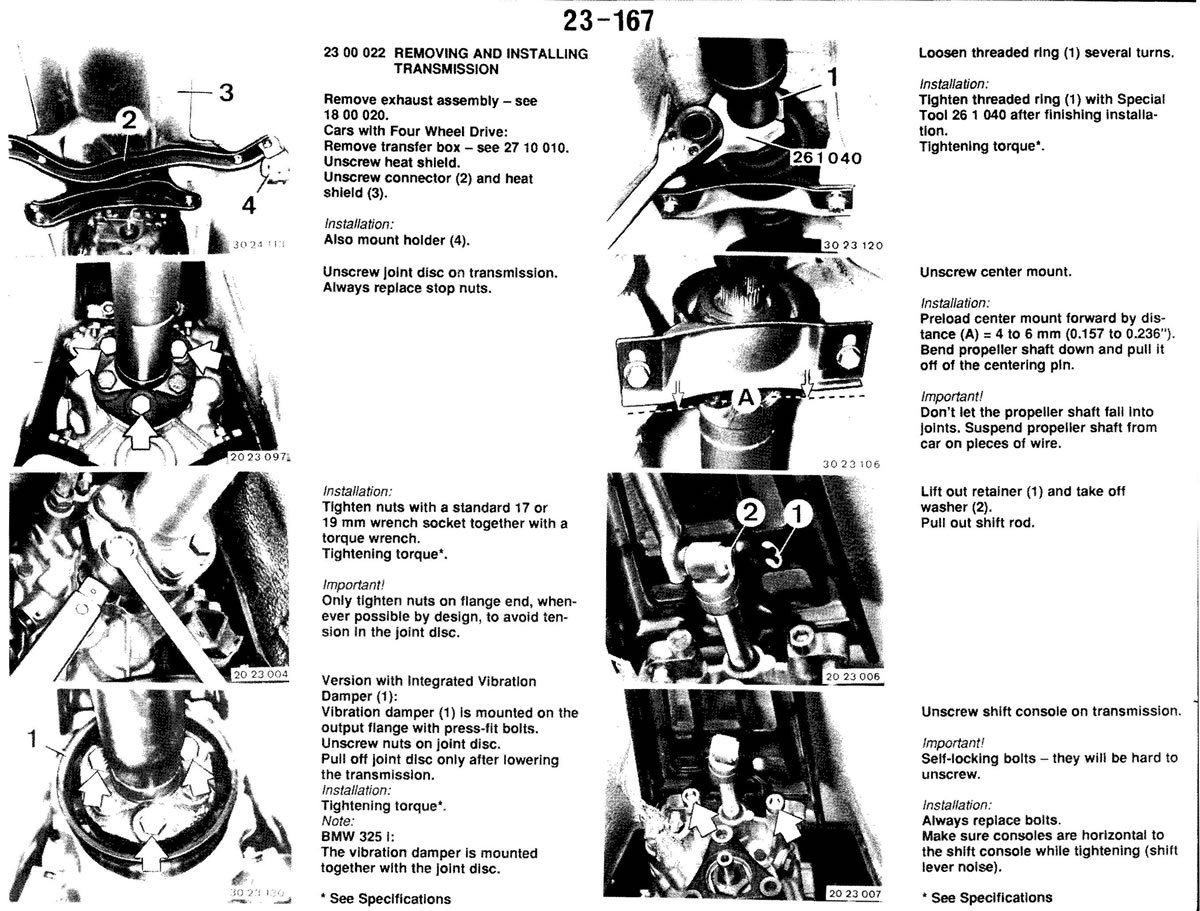 23-167
3
2
4
30 24 113
23 00 022 REMOVING AND INSTALLING
TRANSMISSION
Remove exhaust assembly – see
18 00 020.
Cars with Four Wheel Drive:
Remove transfer box – see 27 10 010.
Unscrew heat shield.
Unscrew connector (2) and heat
shield (3).
Installation:
Also mount holder (4).
20 23 097
Unscrew joint disc on transmission.
Always replace stop nuts.
20 23 004
Installation:
Tighten nuts with a standard 17 or
19 mm wrench socket together with a
torque wrench.
Tightening torque*.
Important!
Only tighten nuts on flange end, when-
ever possible by design, to avoid ten-
sion in the joint disc.
1
30 23 130
Version with Integrated Vibration
Damper (1):
Vibration damper (1) is mounted on the
output flange with press-fit bolts.
Unscrew nuts on joint disc.
Pull off joint disc only after lowering
the transmission.
Installation:
Tightening torque*.
Note:
BMW 325 i:
The vibration damper is mounted
together with the joint disc.
* See Specifications
1
26 1 040
30 23 120
Loosen threaded ring (1) several turns.
Installation:
Tighten threaded ring (1) with Special
Tool 26 1 040 after finishing installa-
tion.
Tightening torque*.
A
30 23 106
Unscrew center mount.
Installation:
Preload center mount forward by dis-
tance (A) = 4 to 6 mm (0.157 to 0.236").
Bend propeller shaft down and pull it
off of the centering pin.
Important!
Don't let the propeller shaft fall into
joints. Suspend propeller shaft from
car on pieces of wire.
2 1
20 23 006
Lift out retainer (1) and take off
washer (2).
Pull out shift rod.
20 23 007
Unscrew shift console on transmission.
Important!
Self-locking bolts – they will be hard to
unscrew.
Installation:
Always replace bolts.
Make sure consoles are horizontal to
the shift console while tightening (shift
lever noise).
* See Specifications